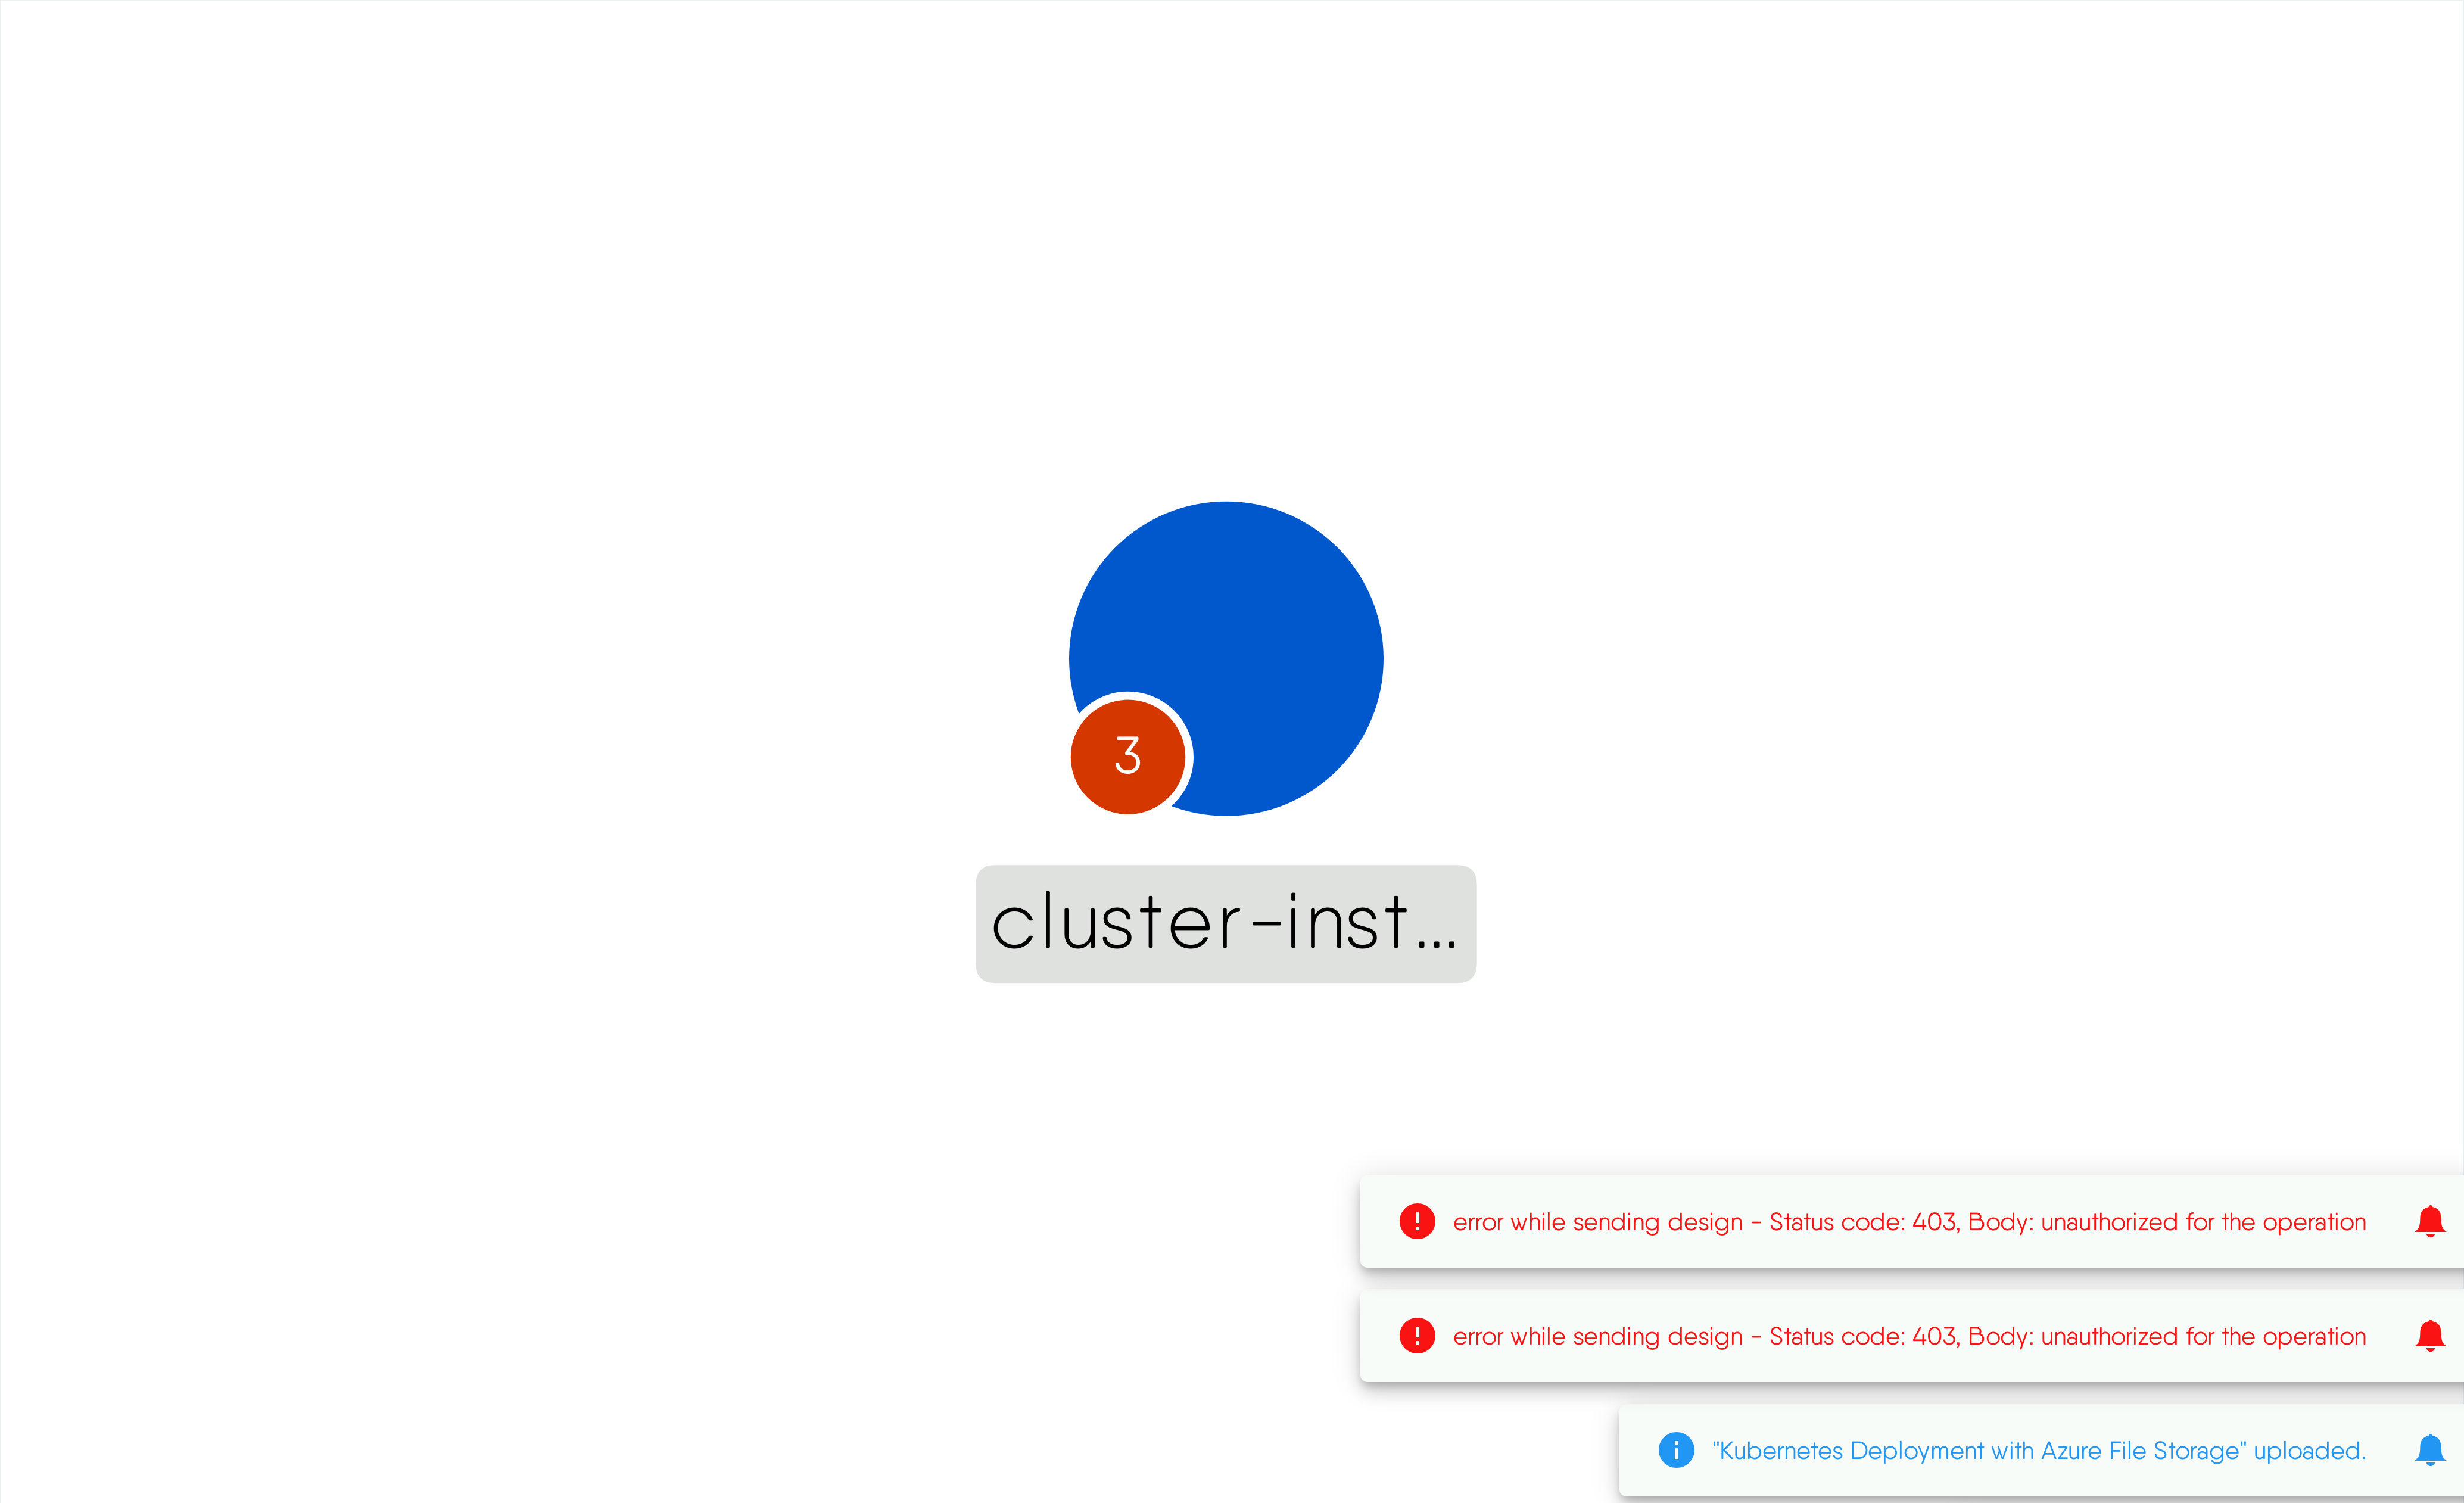 3
cluster-inst...
error while sending design - Status code: 403, Body: unauthorized for the operation
error while sending design - Status code: 403, Body: unauthorized for the operation
"Kubernetes Deployment with Azure File Storage" uploaded.